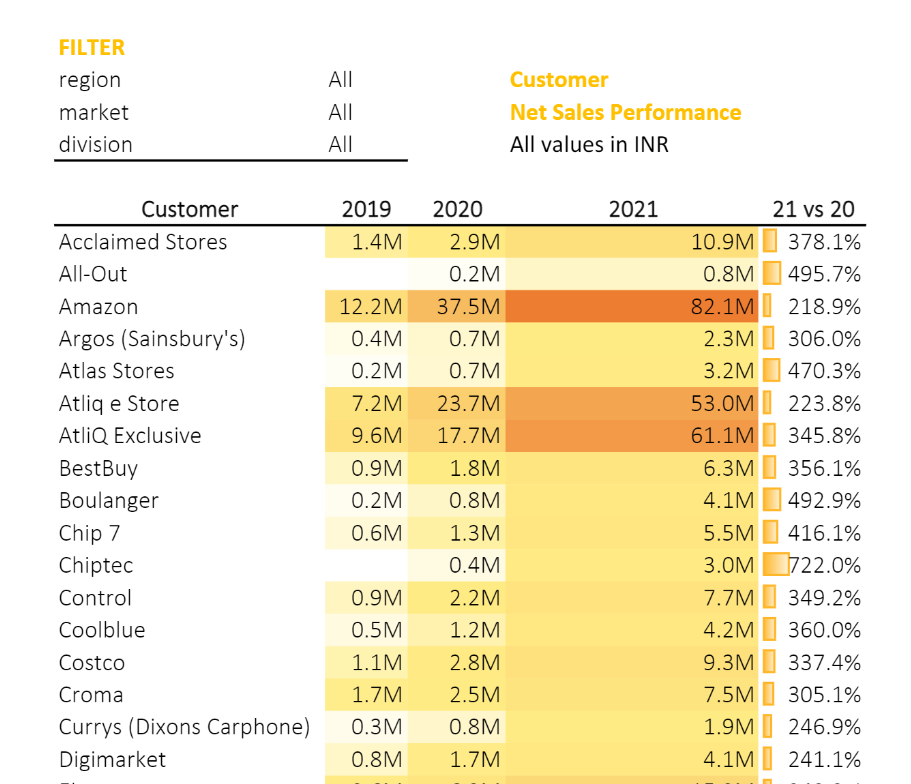 FILTER
region All Customer
market All Net Sales Performance
division All All values in INR
Customer 2019 2020 2021 21 vs 20
Acclaimed Stores 1.4M 2.9M 10.9M 378.1%
All-Out 0.2M 0.8M 495.7%
Amazon 12.2M 37.5M 82.1M 218.9%
Argos (Sainsbury's) 0.4M 0.7M 2.3M 306.0%
Atlas Stores 0.2M 0.7M 3.2M 470.3%
Atliq e Store 7.2M 23.7M 53.0M 223.8%
AtliQ Exclusive 9.6M 17.7M 61.1M 345.8%
BestBuy 0.9M 1.8M 6.3M 356.1%
Boulanger 0.2M 0.8M 4.1M 492.9%
Chip 7 0.6M 1.3M 5.5M 416.1%
Chiptec 0.4M 3.0M 722.0%
Control 0.9M 2.2M 7.7M 349.2%
Coolblue 0.5M 1.2M 4.2M 360.0%
Costco 1.1M 2.8M 9.3M 337.4%
Croma 1.7M 2.5M 7.5M 305.1%
Currys (Dixons Carphone) 0.3M 0.8M 1.9M 246.9%
Digimarket 0.8M 1.7M 4.1M 241.1%